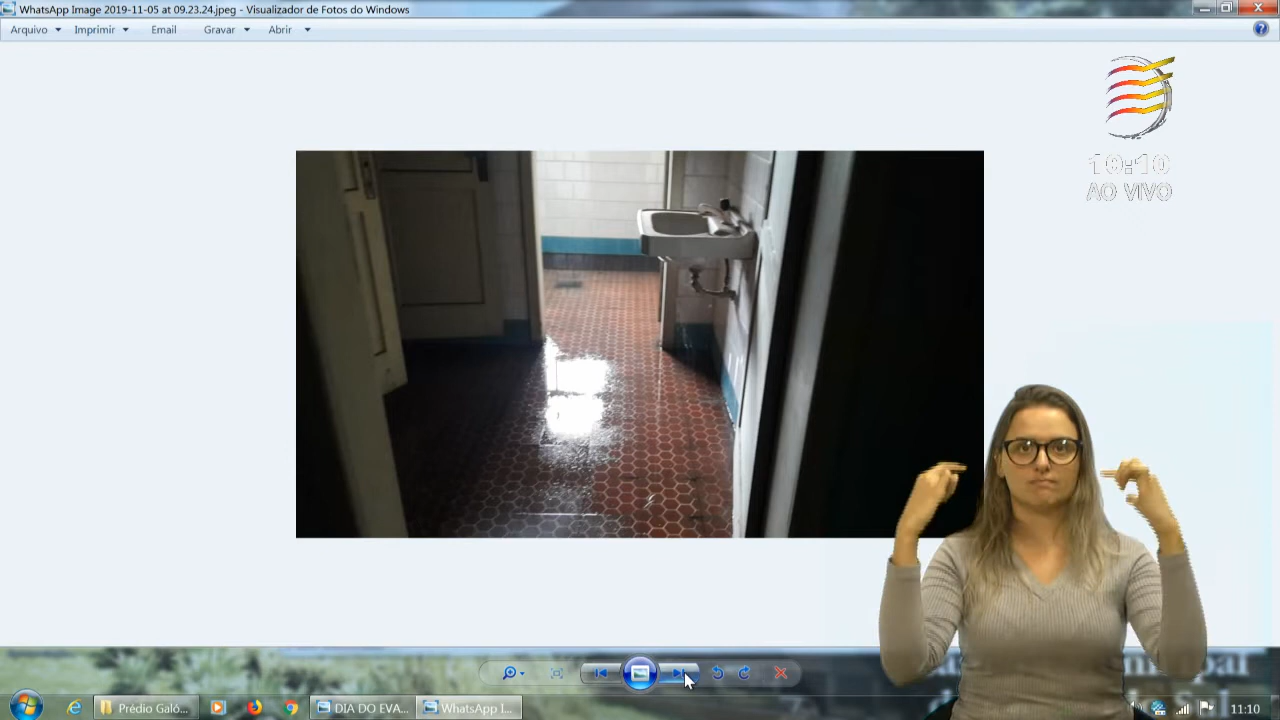 WhatsApp Image 2019-11-05 at 09.23.24.jpeg - Visualizador de Fotos do Windows
Arquivo Imprimir Email Gravar Abrir
10:10
AO VIVO
Prédio Galó...
DIA DO EVA...
WhatsApp I...
11:10